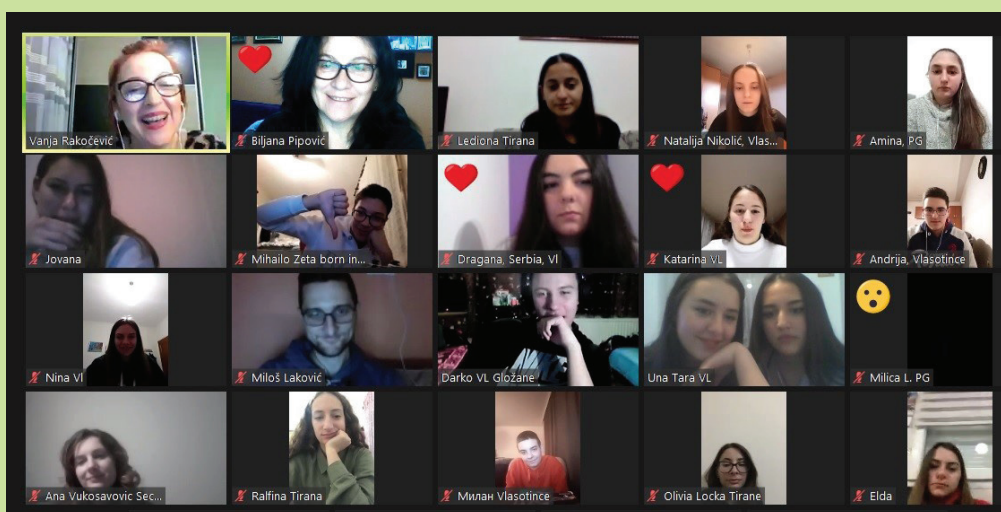 Vanja Rakočević
Biljana Pipović
Lediona Tirana
Natalija Nikolić, Vlas...
Amina, PG
Jovana
Mihailo Zeta born in...
Dragana, Serbia, Vl
Katarina VL
Andrija, Vlasotince
Nina Vl
Miloš Laković
Darko VL Gložane
Una Tara VL
Milica L. PG
Ana Vukosavovic Sec...
Ralfina Tirana
Милан Vlasotince
Olivia Locka Tirane
Elda